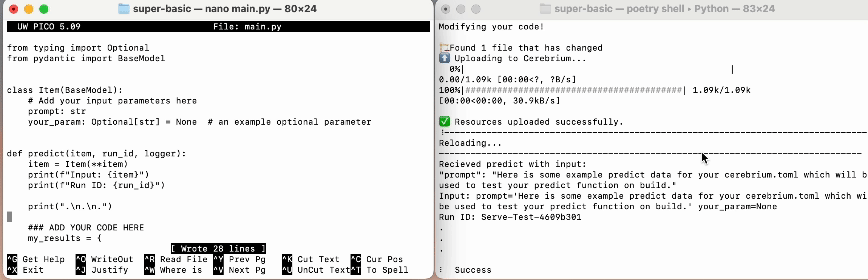 super-basic — nano main.py — 80×24
UW PICO 5.09 File: main.py
from typing import Optional
from pydantic import BaseModel
class Item(BaseModel):
# Add your input parameters here
prompt: str
your_param: Optional[str] = None # an example optional parameter
def predict(item, run_id, logger):
item = Item(**item)
print(f"Input: {item}")
print(f"Run ID: {run_id}")
print(".\n.\n.")
### ADD YOUR CODE HERE
my_results = {
[ Wrote 28 lines ]
^G Get Help ^O WriteOut ^R Read File ^Y Prev Pg ^K Cut Text ^C Cur Pos
^X Exit ^J Justify ^W Where is ^V Next Pg ^U UnCut Text ^T To Spell
super-basic — poetry shell • Python — 83×24
Modifying your code!
Found 1 file that has changed
⬆️ Uploading to Cerebrium...
0%| |
0.00/1.09k [00:00<?, ?B/s]
100%|##########################################| 1.09k/1.09k
[00:00<00:00, 30.9kB/s]
✅ Resources uploaded successfully.
Reloading...
Recieved predict with input:
"prompt": "Here is some example predict data for your cerebrium.toml which will b
used to test your predict function on build."
Input: prompt='Here is some example predict data for your cerebrium.toml which wi
be used to test your predict function on build.' your_param=None
Run ID: Serve-Test-4609b301
.
.
.
Success